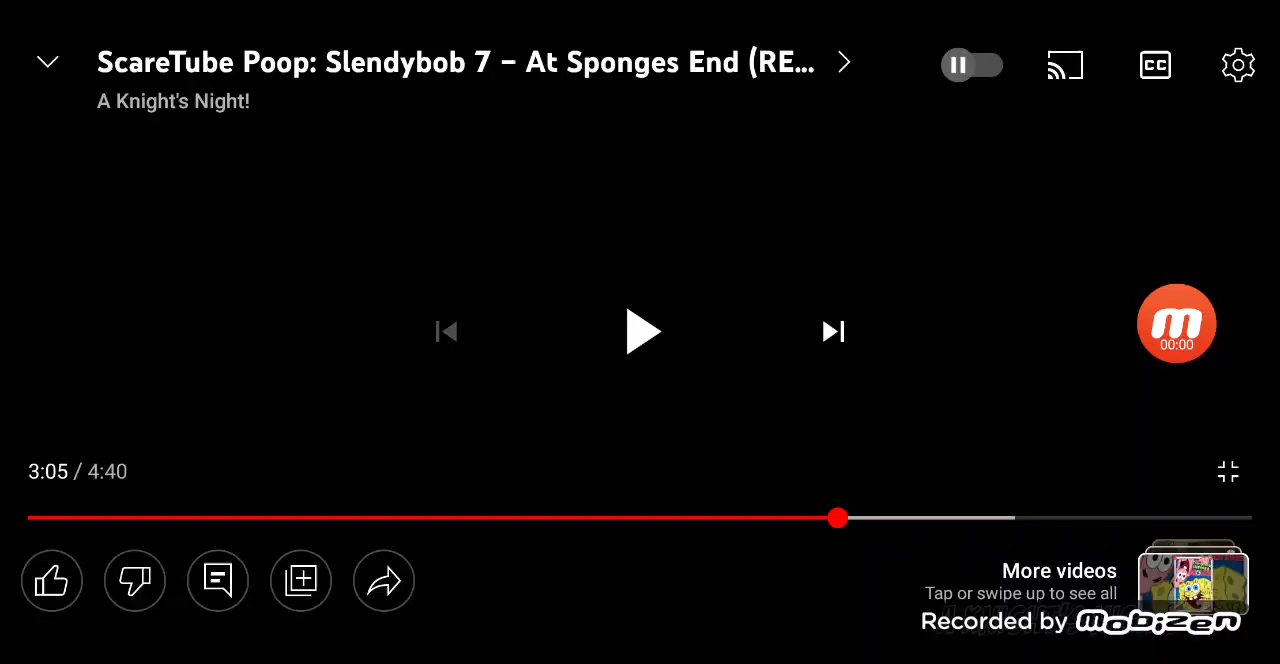 ScareTube Poop: Slendybob 7 – At Sponges End (RE...
A Knight's Night!
CC
m
00:00
3:05 / 4:40
More videos
Tap or swipe up to see all
Recorded by mobizen